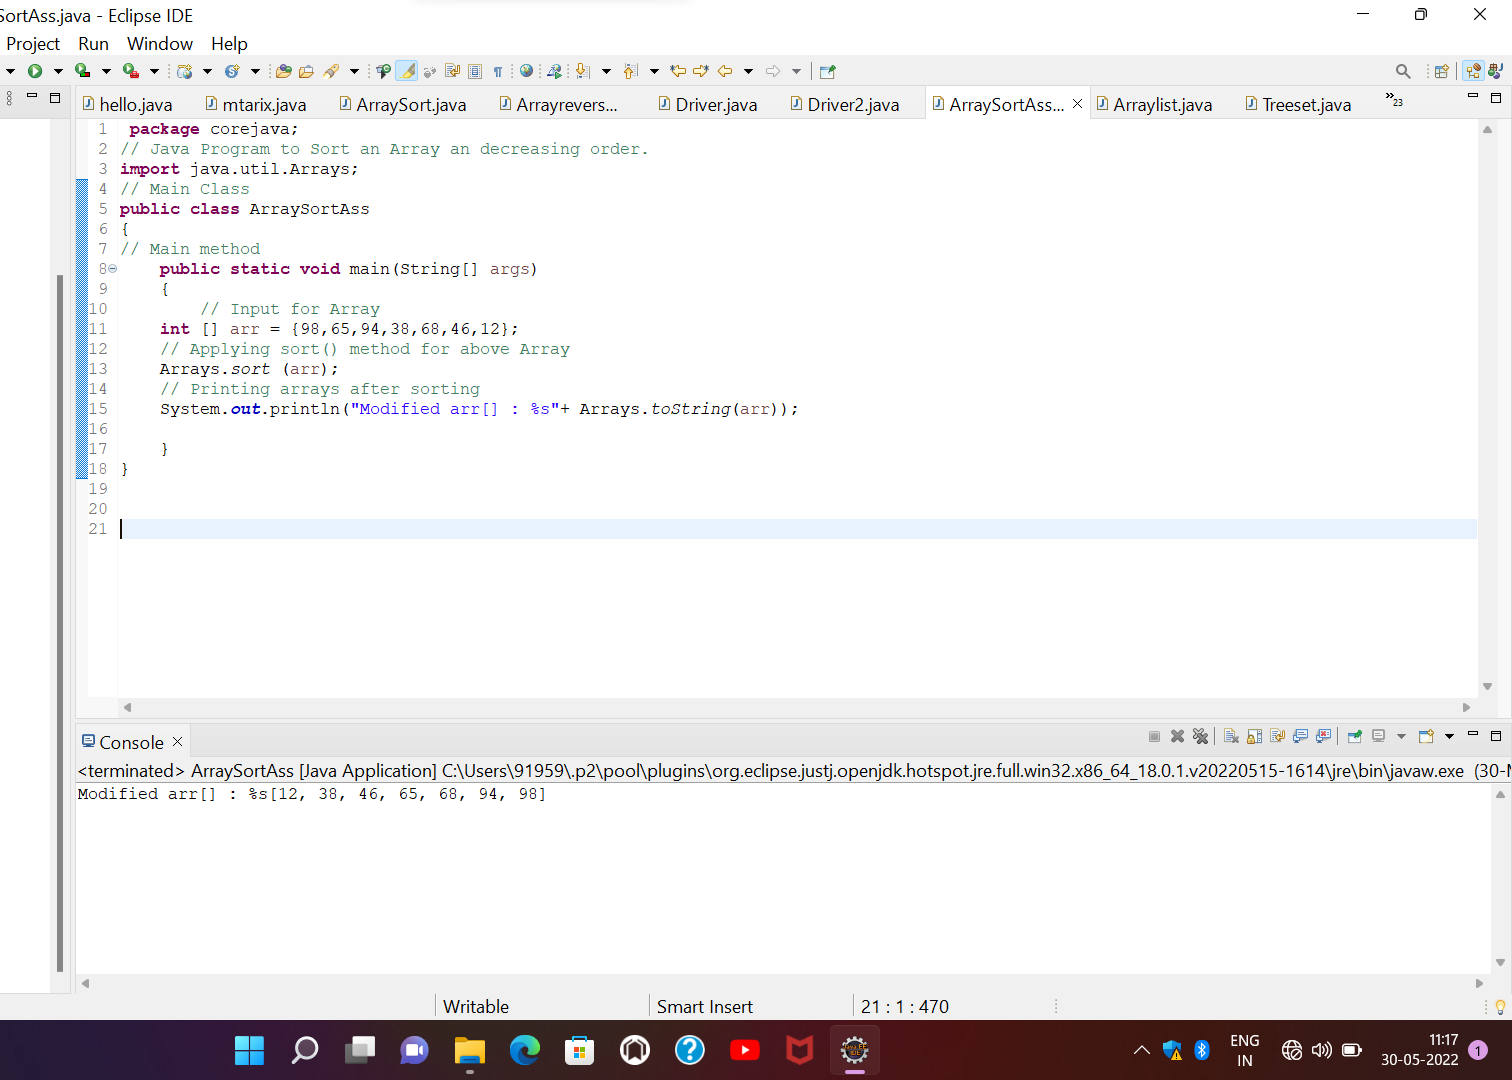 SortAss.java - Eclipse IDE
Project Run Window Help
hello.java mtarix.java ArraySort.java Arrayrevers... Driver.java Driver2.java ArraySortAss... Arraylist.java Treeset.java »23
1 package corejava;
2 // Java Program to Sort an Array an decreasing order.
3 import java.util.Arrays;
4 // Main Class
5 public class ArraySortAss
6 {
7 // Main method
8 public static void main(String[] args)
9 {
10 // Input for Array
11 int [] arr = {98,65,94,38,68,46,12};
12 // Applying sort() method for above Array
13 Arrays.sort (arr);
14 // Printing arrays after sorting
15 System.out.println("Modified arr[] : %s"+ Arrays.toString(arr));
16
17 }
18 }
19
20
21
Console
<terminated> ArraySortAss [Java Application] C:\Users\91959\.p2\pool\plugins\org.eclipse.justj.openjdk.hotspot.jre.full.win32.x86_64_18.0.1.v20220515-1614\jre\bin\javaw.exe (30-M
Modified arr[] : %s[12, 38, 46, 65, 68, 94, 98]
Writable Smart Insert 21 : 1 : 470
ENG
IN
11:17
30-05-2022
1